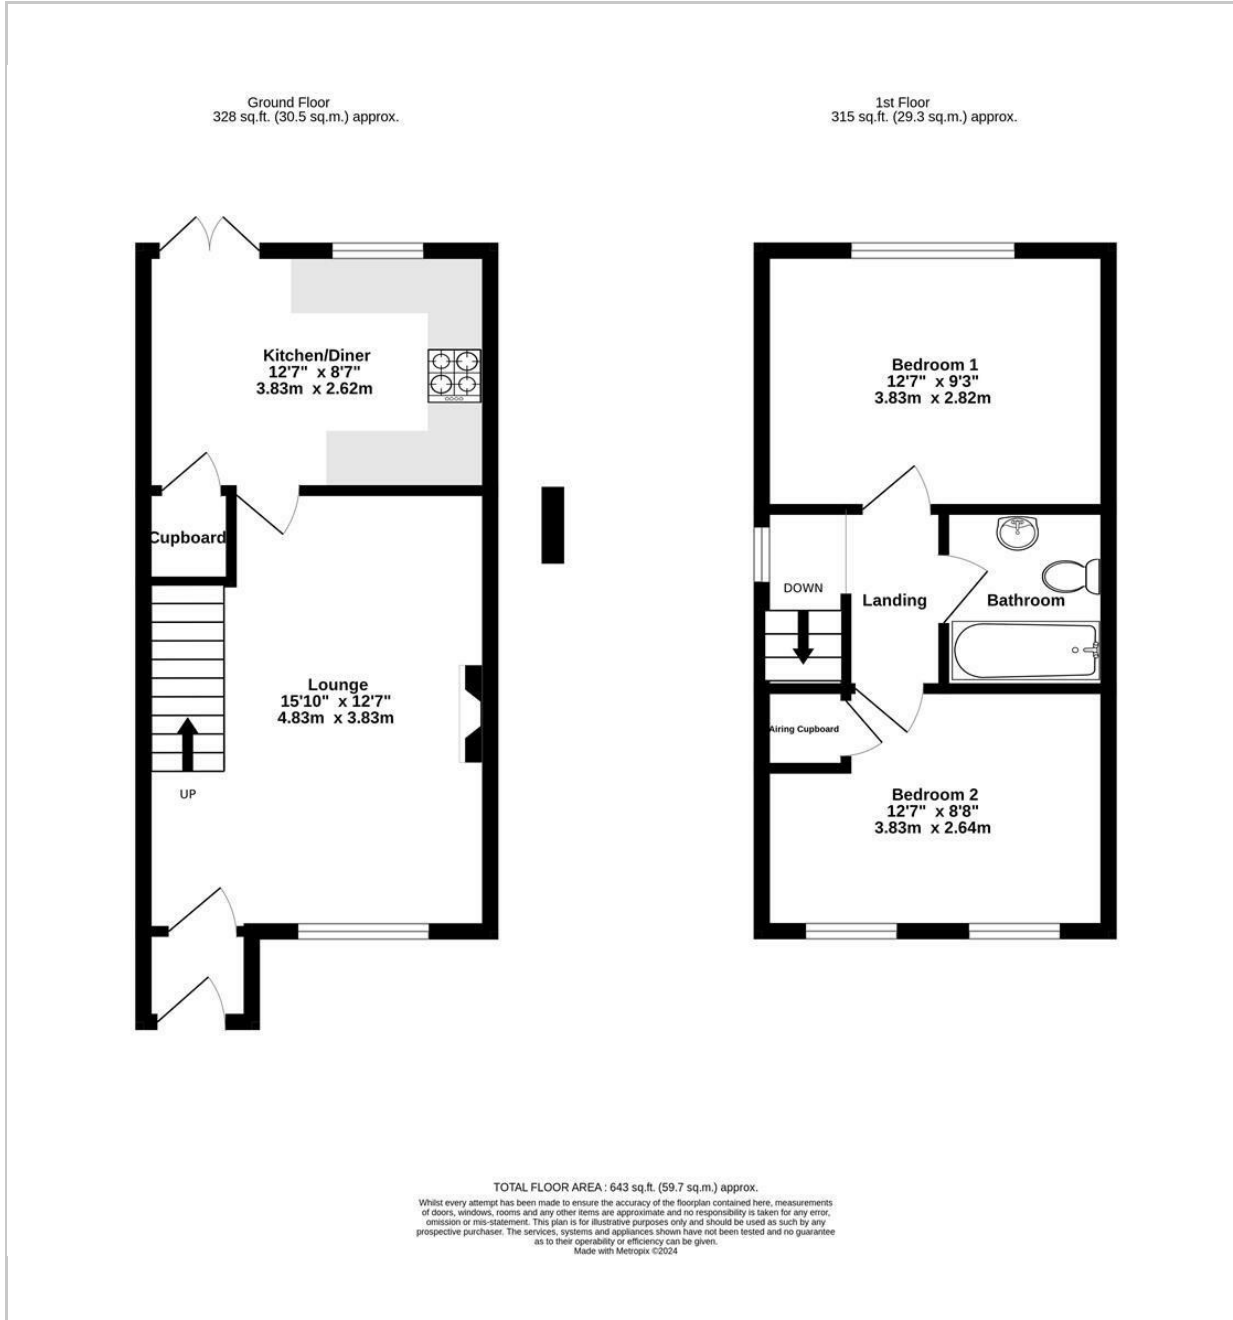 Ground Floor
328 sq.ft. (30.5 sq.m.) approx.
1st Floor
315 sq.ft. (29.3 sq.m.) approx.
Kitchen/Diner
12'7" x 8'7"
3.83m x 2.62m
Cupboard
Lounge
15'10" x 12'7"
4.83m x 3.83m
UP
Bedroom 1
12'7" x 9'3"
3.83m x 2.82m
DOWN
Landing
Bathroom
Airing Cupboard
Bedroom 2
12'7" x 8'8"
3.83m x 2.64m
TOTAL FLOOR AREA : 643 sq.ft. (59.7 sq.m.) approx.
Whilst every attempt has been made to ensure the accuracy of the floorplan contained here, measurements
of doors, windows, rooms and any other items are approximate and no responsibility is taken for any error,
omission or mis-statement. This plan is for illustrative purposes only and should be used as such by any
prospective purchaser. The services, systems and appliances shown have not been tested and no guarantee
as to their operability or efficiency can be given.
Made with Metropix ©2024